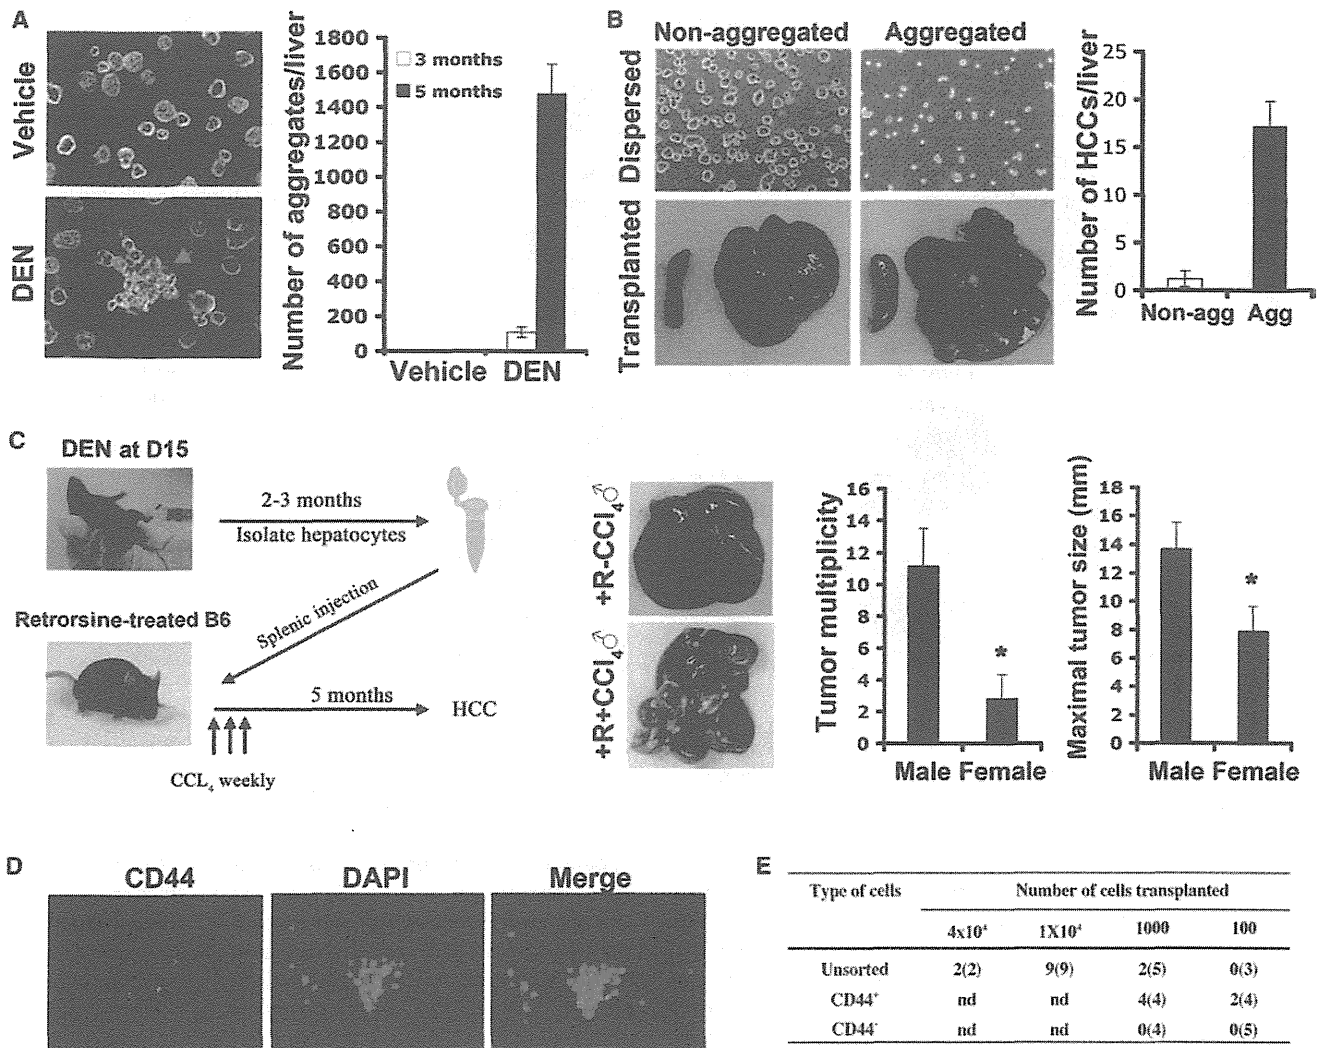 A
Vehicle
DEN
Number of aggregates/liver
1800
1600
1400
1200
1000
800
600
400
200
0
3 months
5 months
Vehicle DEN
B
Non-aggregated Aggregated
Dispersed
Transplanted
Number of HCCs/liver
25
20
15
10
5
0
Non-agg Agg
C
DEN at D15
2-3 months
Isolate hepatocytes
Splenic injection
Retrorsine-treated B6
5 months
HCC
CCL4 weekly
+R-CCl4♂
+R+CCl4♂
Tumor multiplicity
16
14
12
10
8
6
4
2
0
*
Male Female
Maximal tumor size (mm)
18
16
14
12
10
8
6
4
2
0
*
Male Female
D
CD44 DAPI Merge
E
Type of cells Number of cells transplanted
4x10⁴ 1X10⁴ 1000 100
Unsorted 2(2) 9(9) 2(5) 0(3)
CD44⁺ nd nd 4(4) 2(4)
CD44⁻ nd nd 0(4) 0(5)